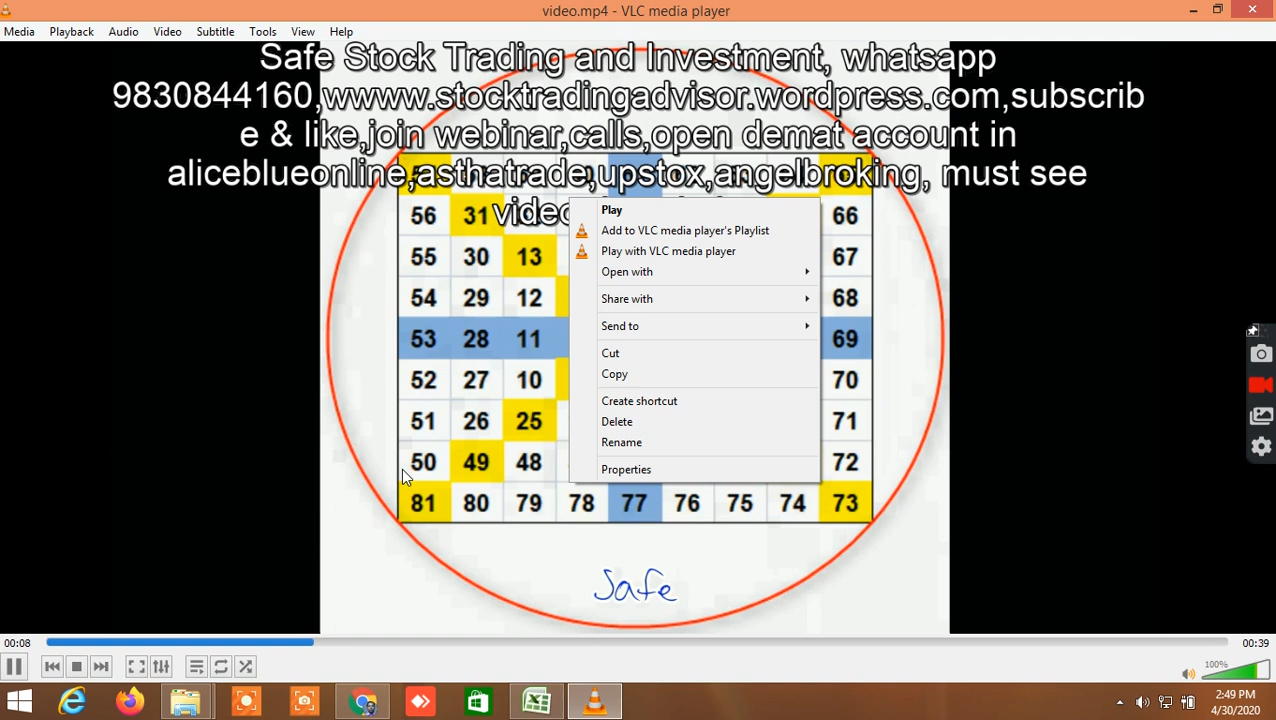 video.mp4 - VLC media player
Media Playback Audio Video Subtitle Tools View Help
Safe Stock Trading and Investment, whatsapp
9830844160,wwww.stocktradingadvisor.wordpress.com,subscrib
e & like,join webinar,calls,open demat account in
aliceblueonline,asthatrade,upstox,angelbroking, must see
video
56 31 66
55 30 13 67
54 29 12 68
53 28 11 69
52 27 10 70
51 26 25 71
50 49 48 72
81 80 79 78 77 76 75 74 73
Play
Add to VLC media player's Playlist
Play with VLC media player
Open with
Share with
Send to
Cut
Copy
Create shortcut
Delete
Rename
Properties
Safe
00:08 00:39
100%
2:49 PM
4/30/2020